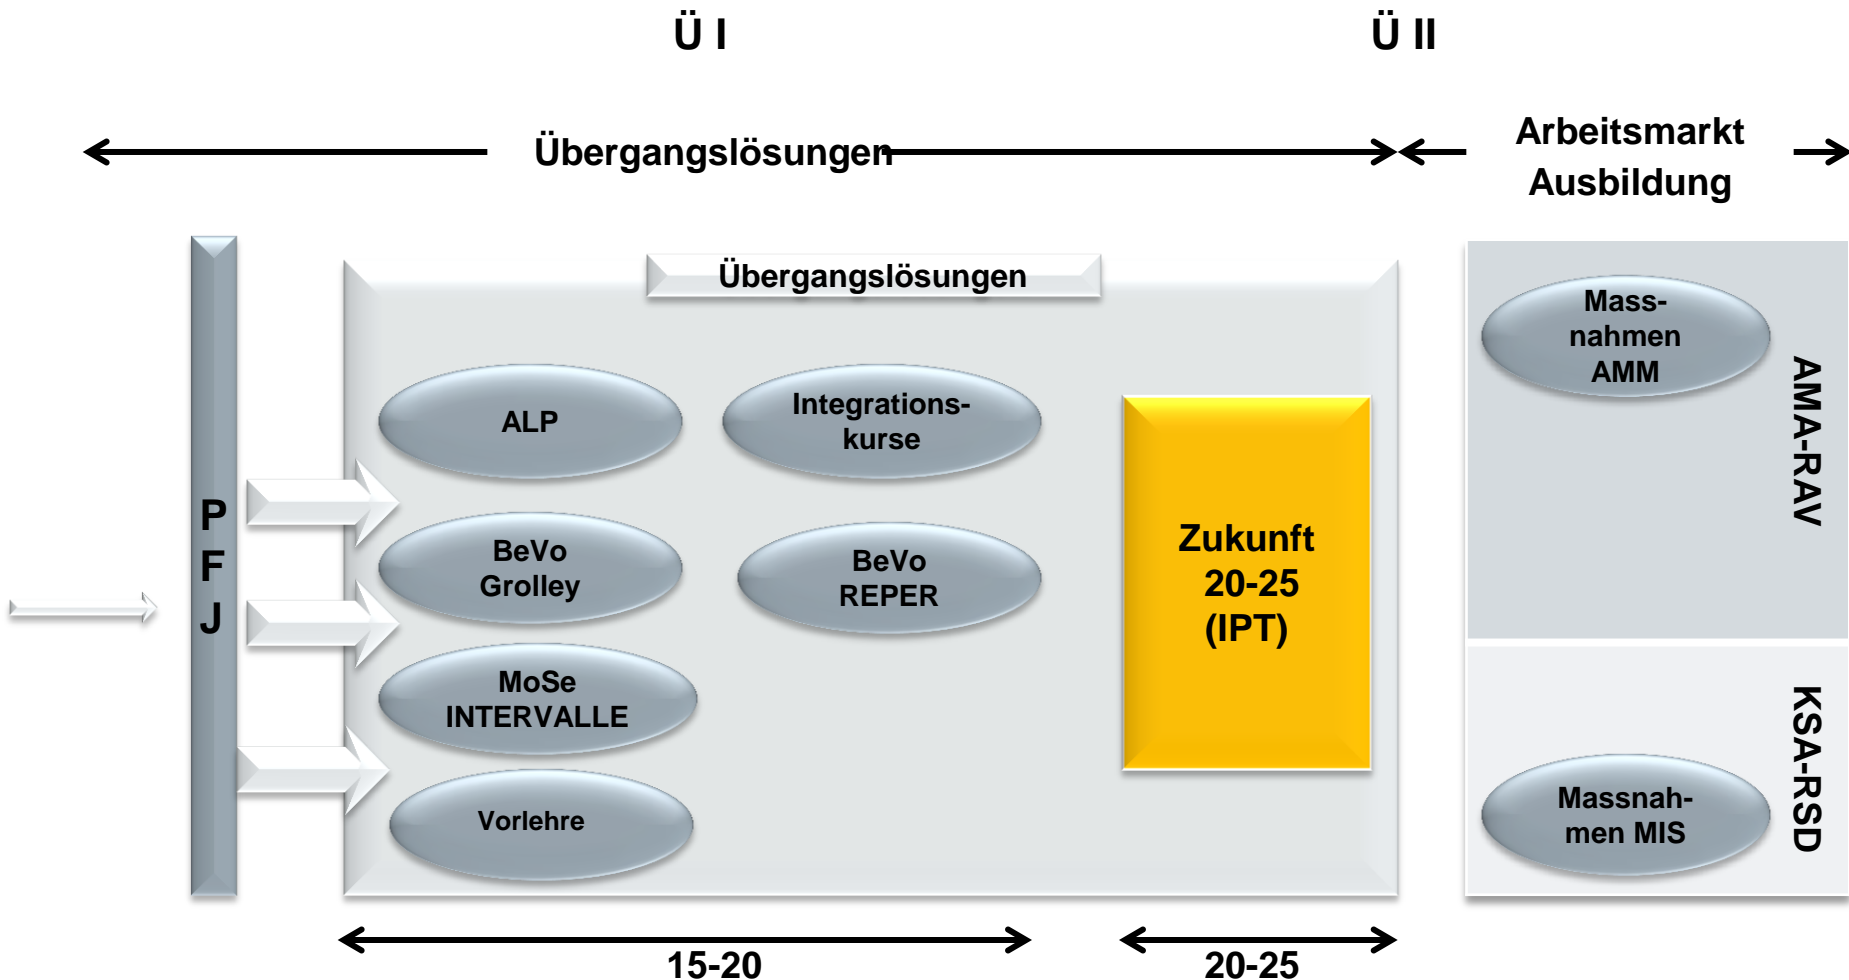 Ü I
Ü II
Übergangslösungen
Arbeitsmarkt
Ausbildung
Übergangslösungen
P
F
J
ALP
Integrations-
kurse
BeVo
Grolley
BeVo
REPER
MoSe
INTERVALLE
Vorlehre
Zukunft
20-25
(IPT)
Mass-
nahmen
AMM
AMA-RAV
Massnah-
men MIS
KSA-RSD
15-20
20-25